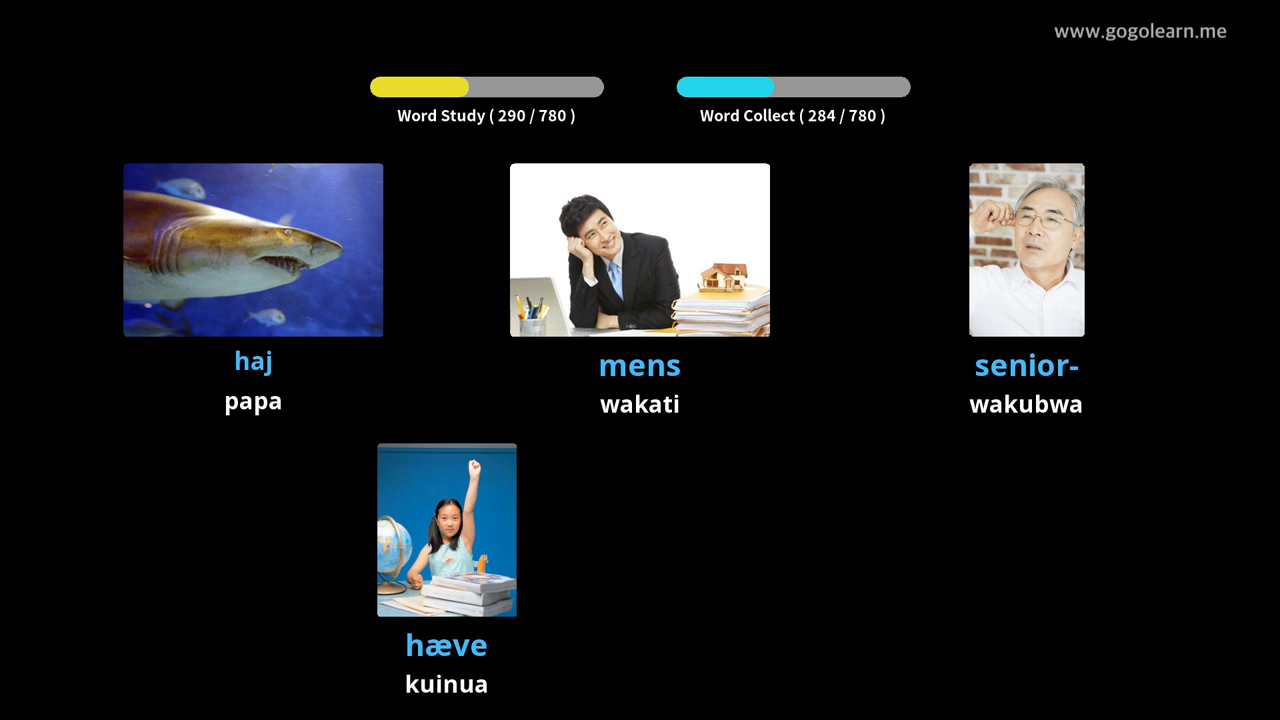 www.gogolearn.me
Word Study ( 290 / 780 )
Word Collect ( 284 / 780 )
haj
papa
mens
wakati
senior-
wakubwa
hæve
kuinua